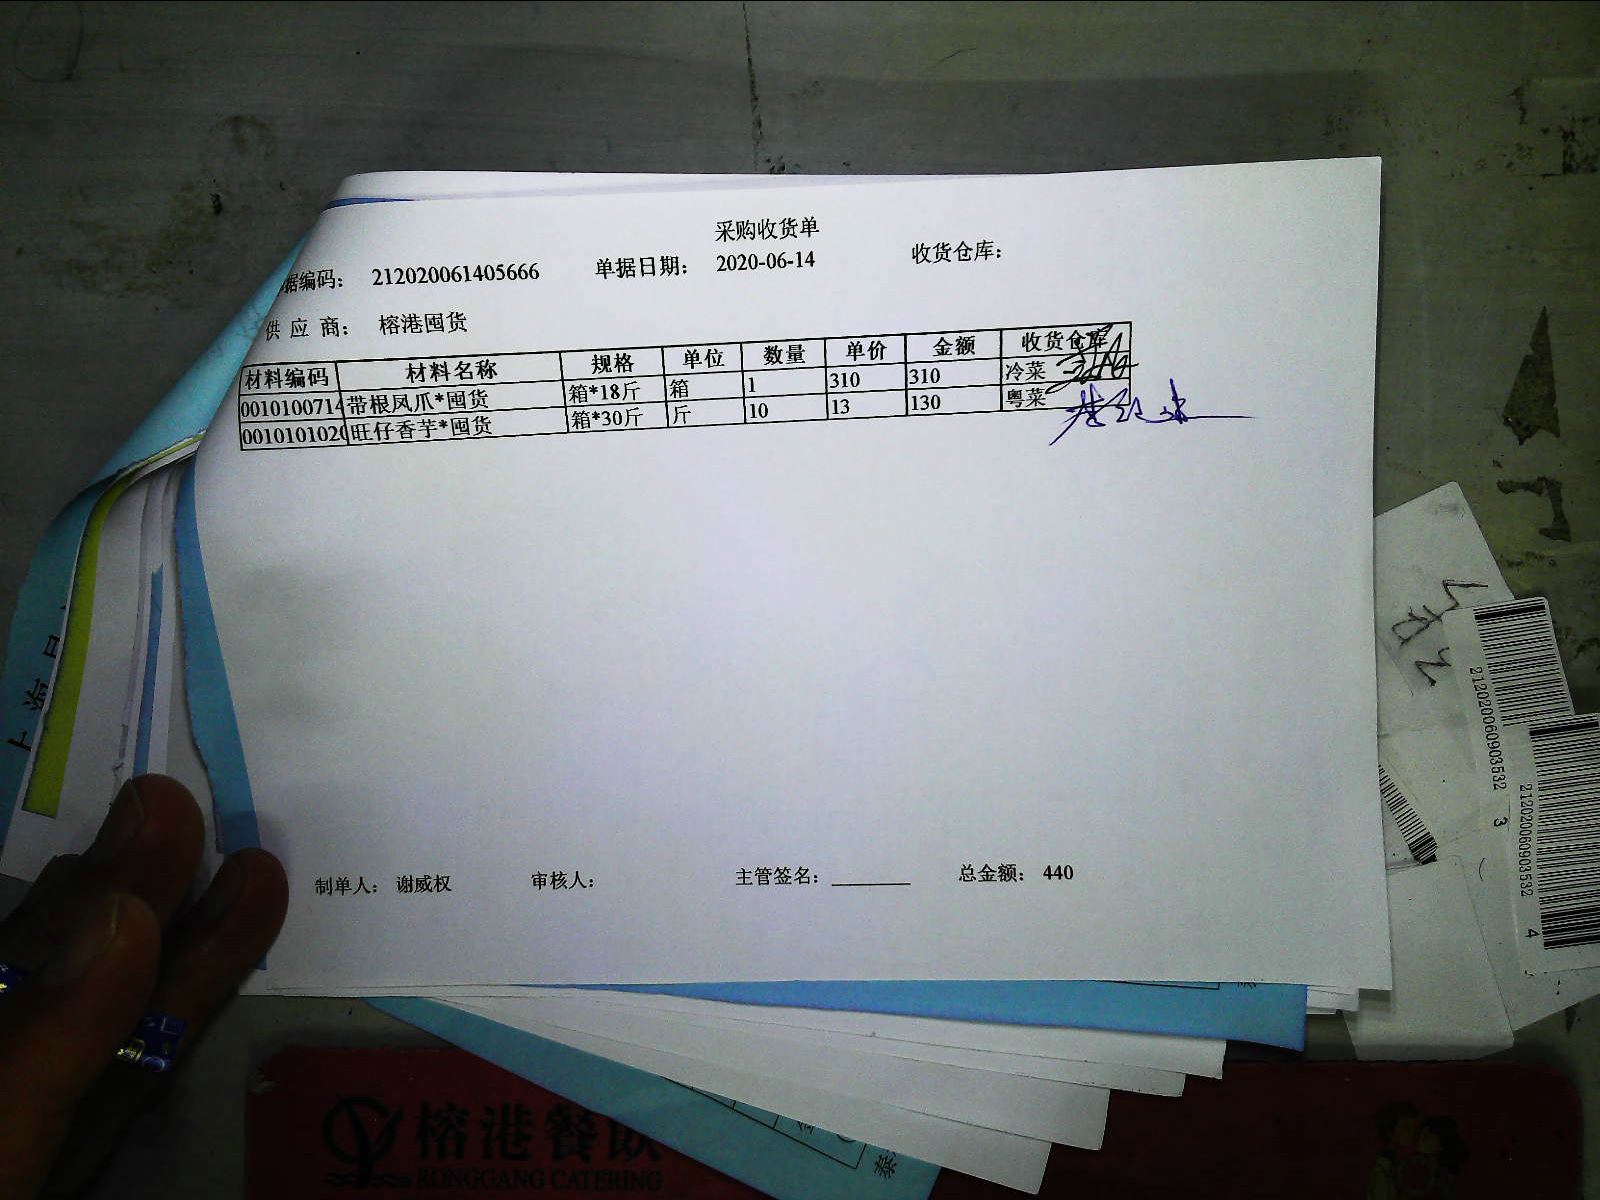 采购收货单
据编码： 212020061405666 单据日期： 2020-06-14 收货仓库：
供 应 商： 榕港囤货
材料编码 材料名称 规格 单位 数量 单价 金额 收货仓库
0010100714 带根凤爪*囤货 箱*18斤 箱 1 310 310 冷菜
0010101020 旺仔香芋*囤货 箱*30斤 斤 10 13 130 粤菜
制单人： 谢威权 审核人： 主管签名： 总金额： 440
212020060903532 3
212020060903532 4
上海
榕港餐饮
RONGGANG CATERING